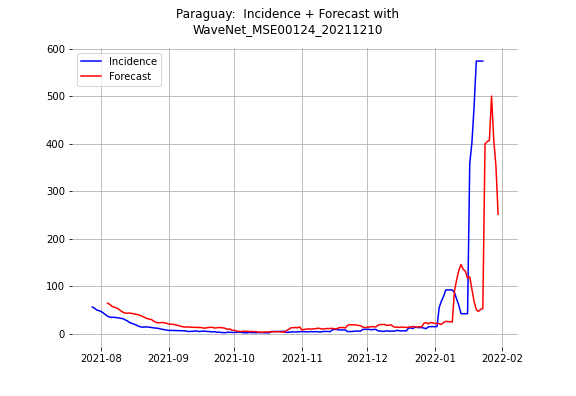 Paraguay:  Incidence + Forecast with
WaveNet_MSE00124_20211210
Incidence
Forecast
600
500
400
300
200
100
0
2021-08 2021-09 2021-10 2021-11 2021-12 2022-01 2022-02